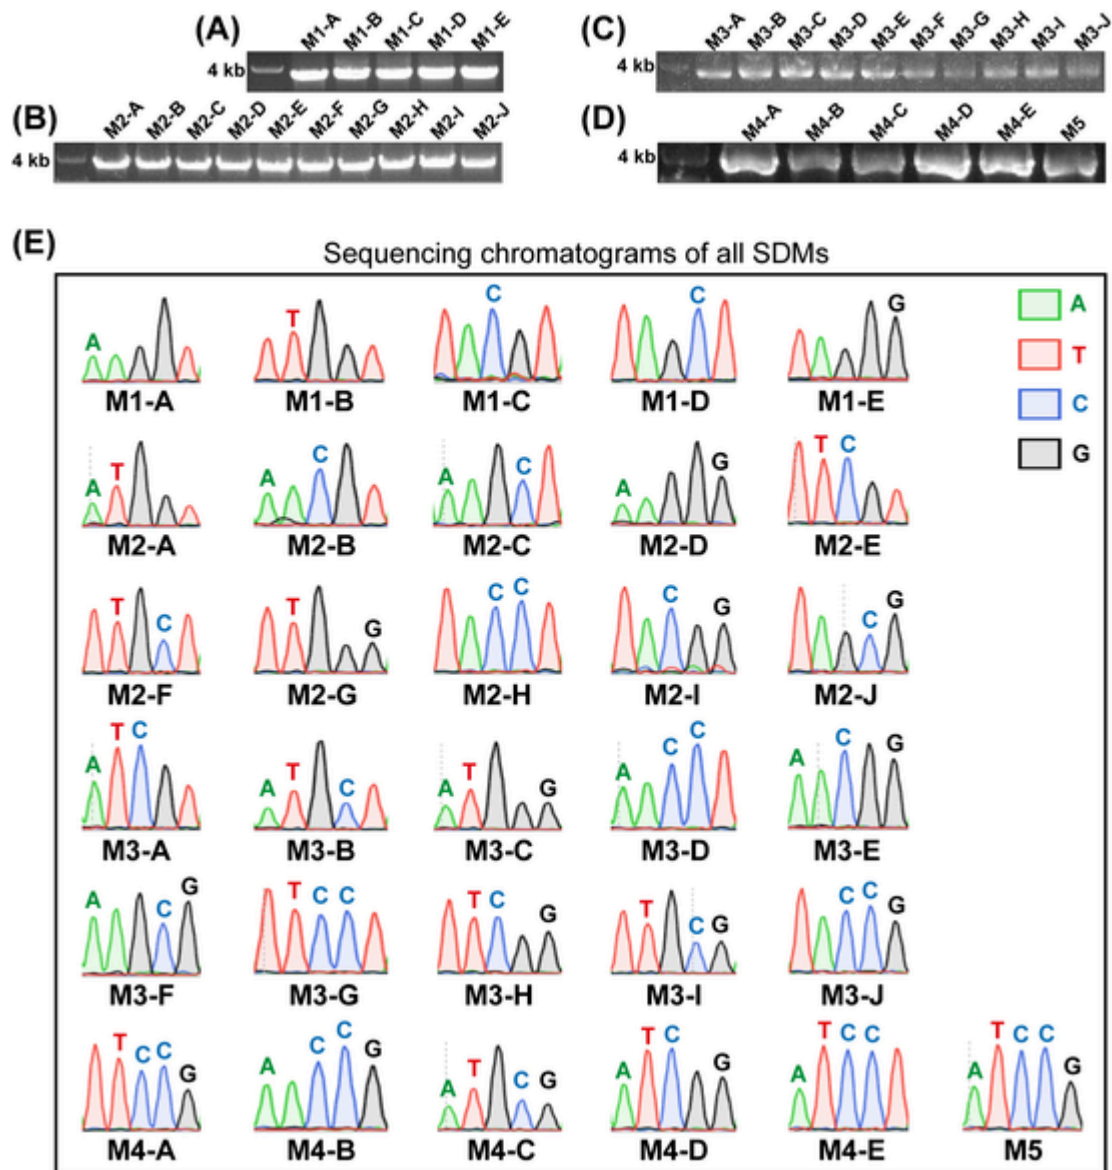 (A) M1-A M1-B M1-C M1-D M1-E
4 kb
(B) M2-A M2-B M2-C M2-D M2-E M2-F M2-G M2-H M2-I M2-J
4 kb
(C) M3-A M3-B M3-C M3-D M3-E M3-F M3-G M3-H M3-I M3-J
4 kb
(D) M4-A M4-B M4-C M4-D M4-E M5
4 kb
(E)
Sequencing chromatograms of all SDMs
A T C C G
M1-A M1-B M1-C M1-D M1-E
A
T
C
G
A T A C A C A G T C
M2-A M2-B M2-C M2-D M2-E
T C T G C C C G C G
M2-F M2-G M2-H M2-I M2-J
A T C A T C A T G A C C A C G
M3-A M3-B M3-C M3-D M3-E
A C G T C C T C G T C G C C G
M3-F M3-G M3-H M3-I M3-J
T C C G A C C G A T C G A T C G A T C C A T C C G
M4-A M4-B M4-C M4-D M4-E M5